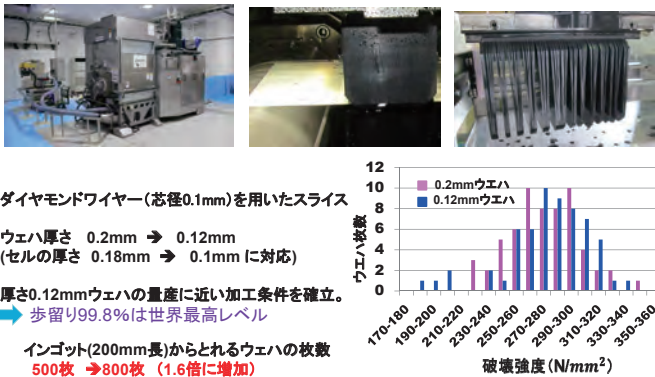 ダイヤモンドワイヤー(芯径0.1mm)を用いたスライス
ウェハ厚さ 0.2mm ➔ 0.12mm
(セルの厚さ 0.18mm ➔ 0.1mm に対応)
厚さ0.12mmウェハの量産に近い加工条件を確立。
歩留り99.8%は世界最高レベル
インゴット(200mm長)からとれるウェハの枚数
500枚 ➔800枚 (1.6倍に増加)
ウエハ枚数
12
10
8
6
4
2
0
0.2mmウエハ
0.12mmウエハ
170-180
190-200
210-220
230-240
250-260
270-280
290-300
310-320
330-340
350-360
破壊強度(N/mm²)